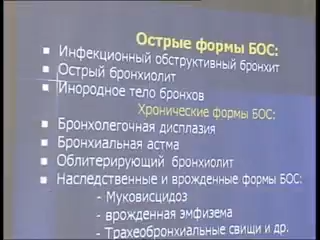 Острые формы БОС:
Инфекционный обструктивный бронхит
Острый бронхиолит
Инородное тело бронхов
Хронические формы БОС:
Бронхолегочная дисплазия
Бронхиальная астма
Облитерирующий бронхиолит
Наследственные и врожденные формы БОС:
- Муковисцидоз
- врожденная эмфизема
- Трахеобронхиальные свищи и др.